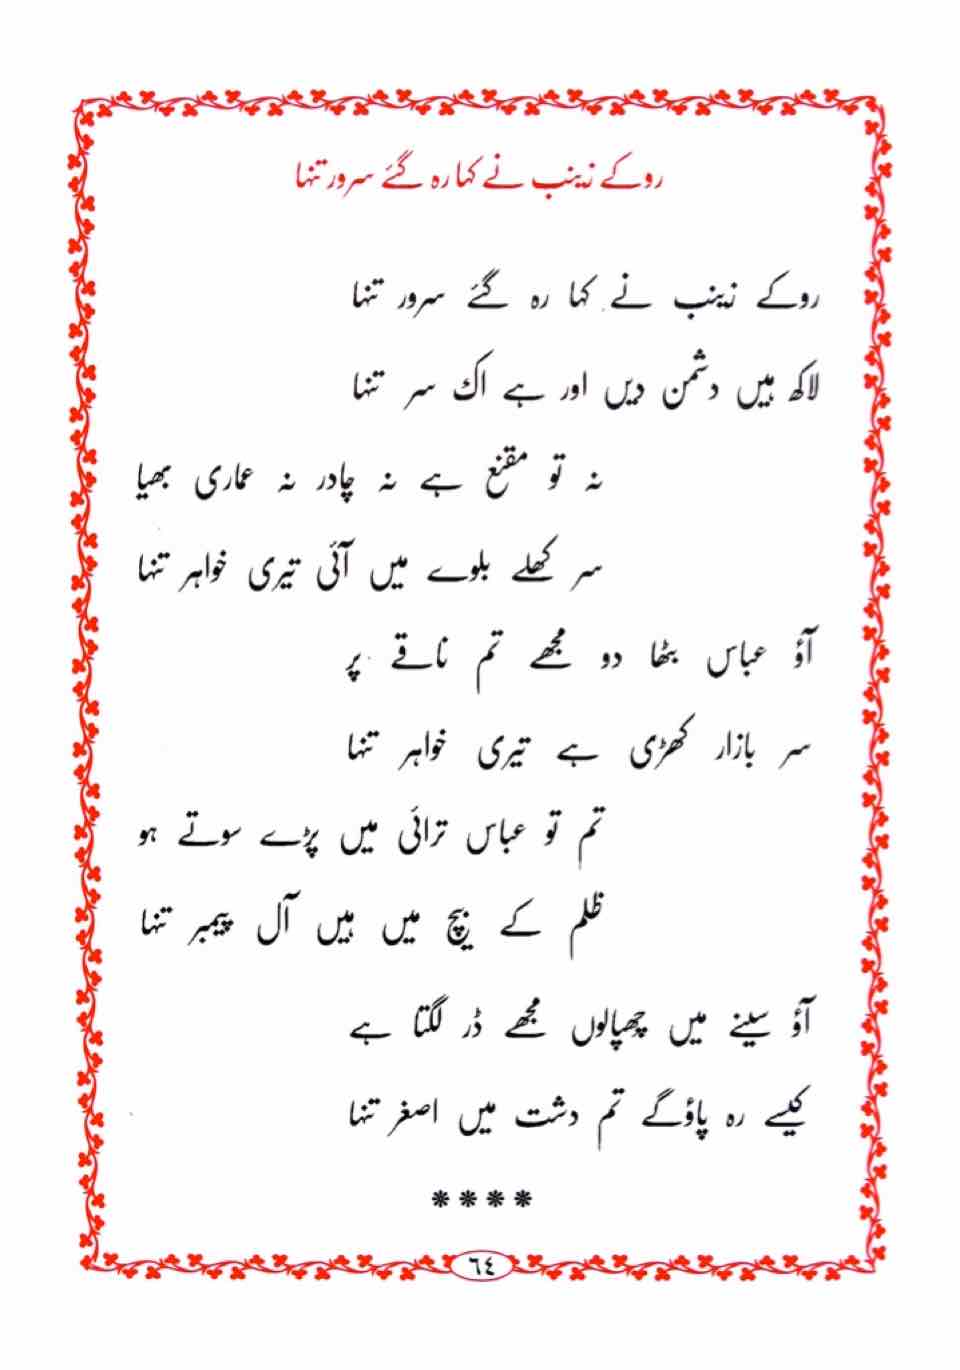 روکے زینب نے کہا رہ گئے سرور تنہا
روکے زینب نے کہا رہ گئے سرور تنہا
لاکھ ہیں دشمن دیں اور ہے اک سر تنہا
نہ تو مقنع ہے نہ چادر نہ عماری بھیا
سر کھلے بلوے میں آئی تیری خواہر تنہا
آؤ عباس بٹھا دو مجھے تم ناقے پر
سر بازار کھڑی ہے تیری خواہر تنہا
تم تو عباس ترائی میں پڑے سوتے ہو
ظلم کے بیچ میں ہیں آل پیمبر تنہا
آؤ سینے میں چھپالوں مجھے ڈر لگتا ہے
کیسے رہ پاؤگے تم دشت میں اصغر تنہا
****
٦٤